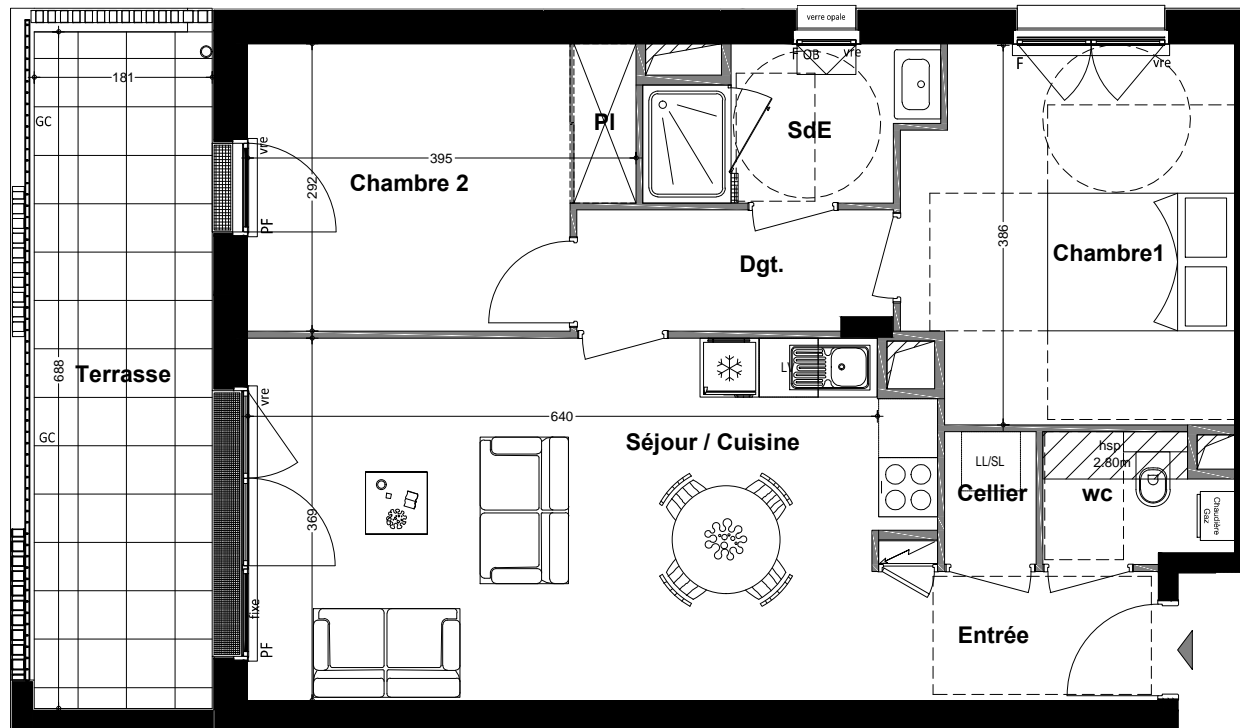 verre opale
F OB
vre
F
vre
181
GC
292
vre
395
Pl
SdE
Chambre 2
PF
386
Dgt.
Chambre1
688
Terrasse
LV
vre
640
GC
Séjour / Cuisine
hsp
2.80m
LL/SL
Cellier
wc
Chaudière
Gaz
369
fixe
PF
Entrée